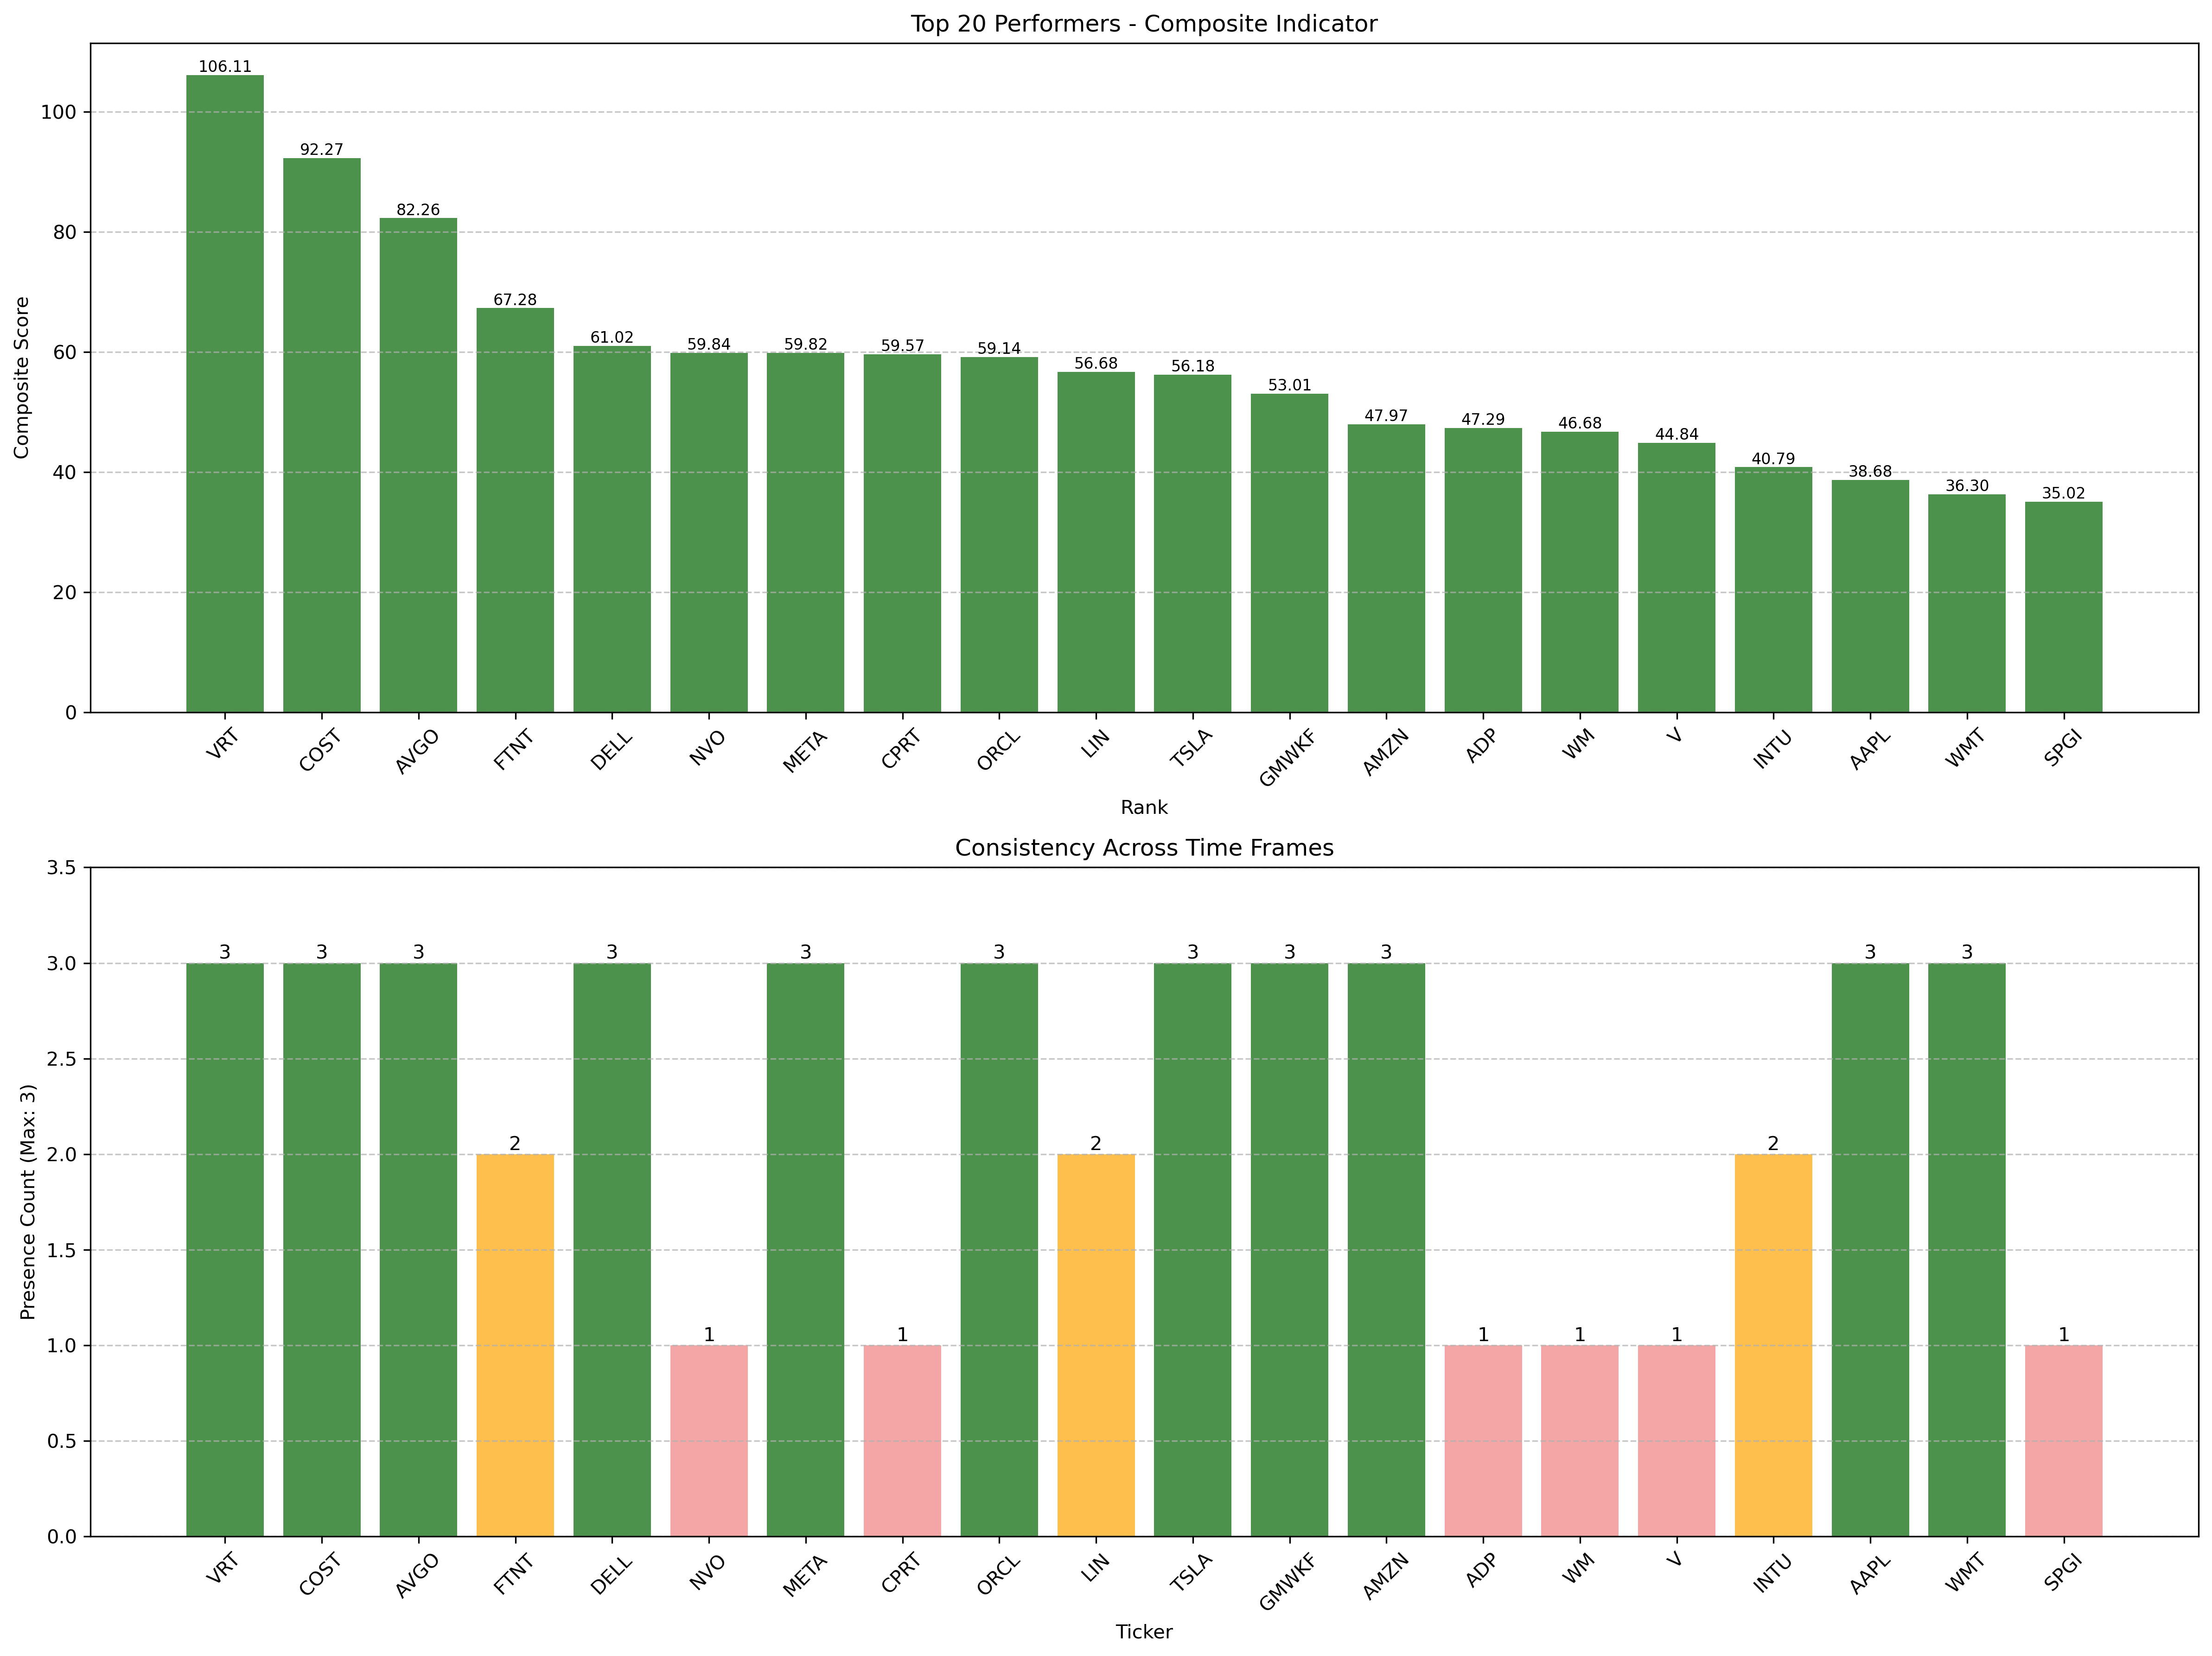 Top 20 Performers - Composite Indicator
Composite Score
100
80
60
40
20
0
106.11
92.27
82.26
67.28
61.02
59.84
59.82
59.57
59.14
56.68
56.18
53.01
47.97
47.29
46.68
44.84
40.79
38.68
36.30
35.02
VRT
COST
AVGO
FTNT
DELL
NVO
META
CPRT
ORCL
LIN
TSLA
GMWKF
AMZN
ADP
WM
V
INTU
AAPL
WMT
SPGI
Rank
Consistency Across Time Frames
Presence Count (Max: 3)
3.5
3.0
2.5
2.0
1.5
1.0
0.5
0.0
3
3
3
2
3
1
3
1
3
2
3
3
3
1
1
1
2
3
3
1
VRT
COST
AVGO
FTNT
DELL
NVO
META
CPRT
ORCL
LIN
TSLA
GMWKF
AMZN
ADP
WM
V
INTU
AAPL
WMT
SPGI
Ticker